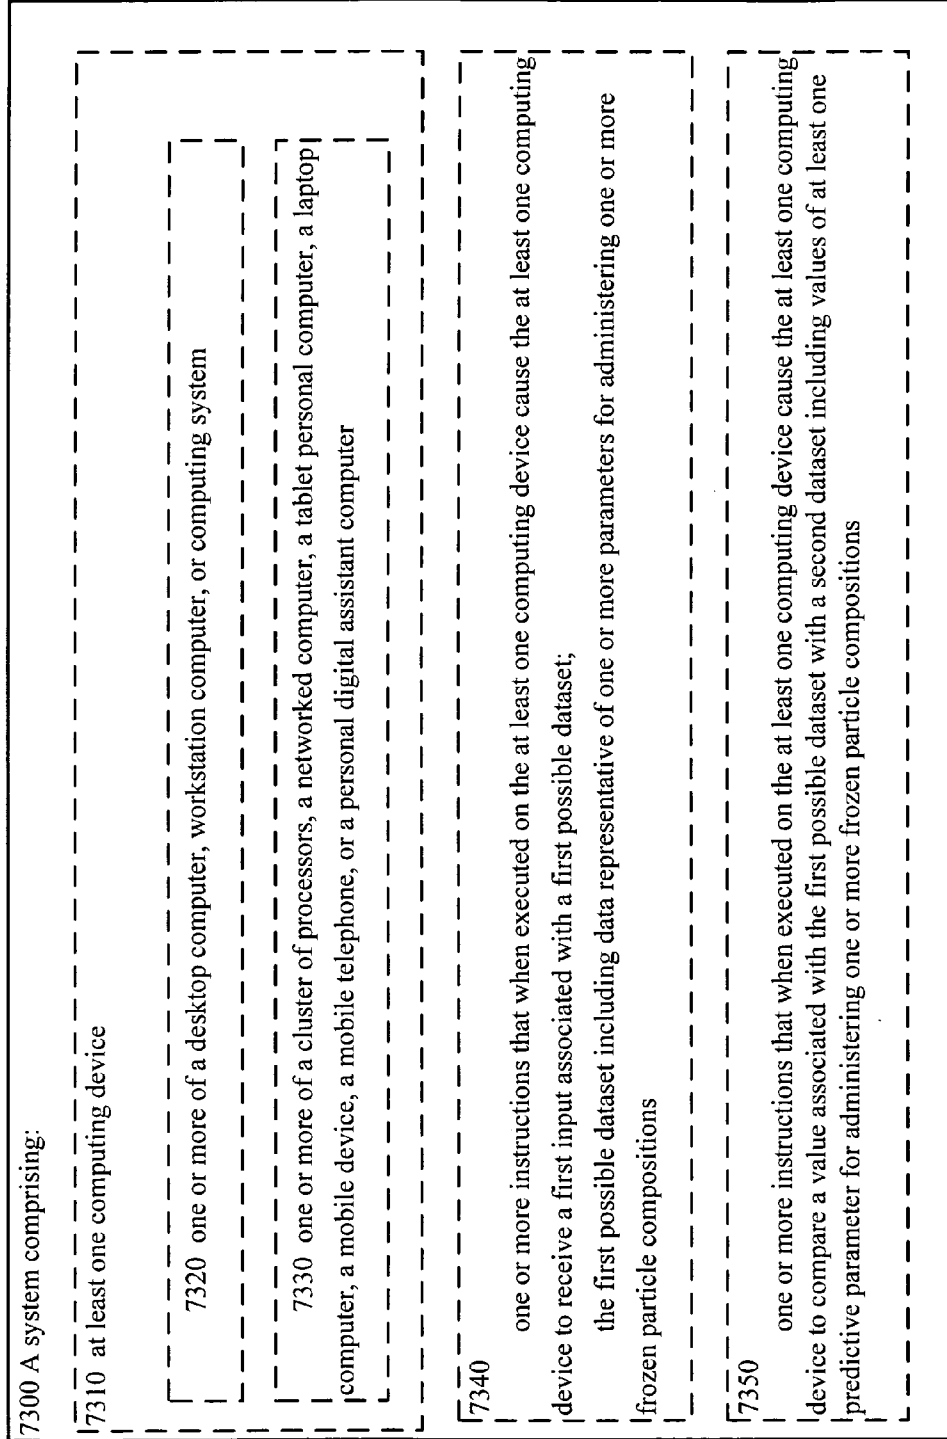 7300 A system comprising:
7310 at least one computing device
7320 one or more of a desktop computer, workstation computer, or computing system
7330 one or more of a cluster of processors, a networked computer, a tablet personal computer, a laptop
computer, a mobile device, a mobile telephone, or a personal digital assistant computer
7340
one or more instructions that when executed on the at least one computing device cause the at least one computing
device to receive a first input associated with a first possible dataset;
the first possible dataset including data representative of one or more parameters for administering one or more
frozen particle compositions
7350
one or more instructions that when executed on the at least one computing device cause the at least one computing
device to compare a value associated with the first possible dataset with a second dataset including values of at least one
predictive parameter for administering one or more frozen particle compositions